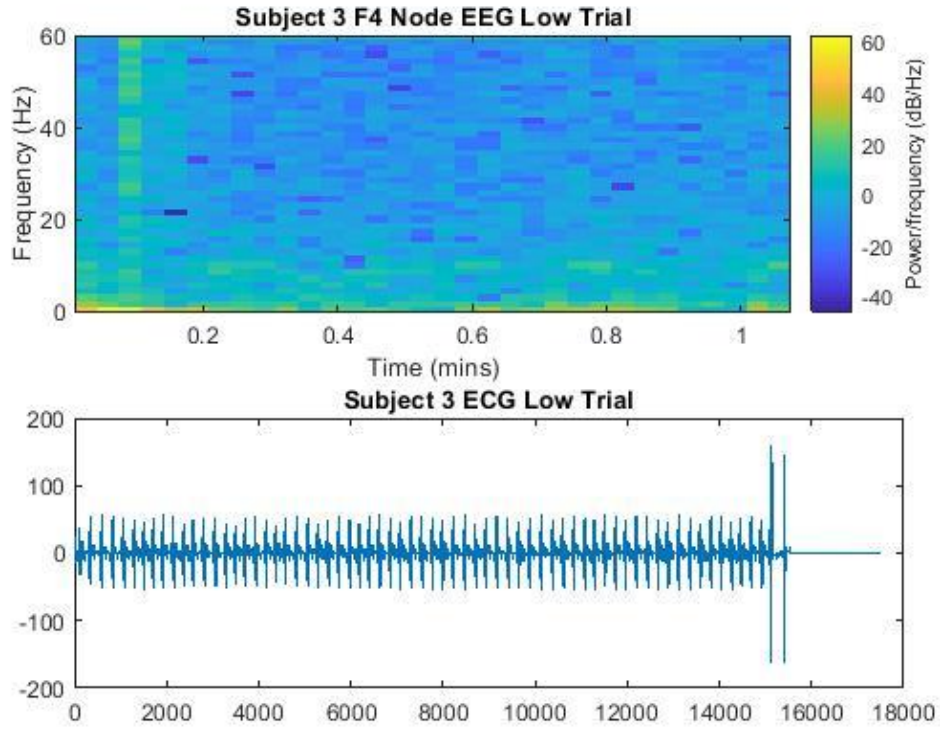 Subject 3 F4 Node EEG Low Trial
60
40
20
0
Frequency (Hz)
0.2 0.4 0.6 0.8 1
Time (mins)
60
40
20
0
-20
-40
Power/frequency (dB/Hz)
Subject 3 ECG Low Trial
200
100
0
-100
-200
0 2000 4000 6000 8000 10000 12000 14000 16000 18000